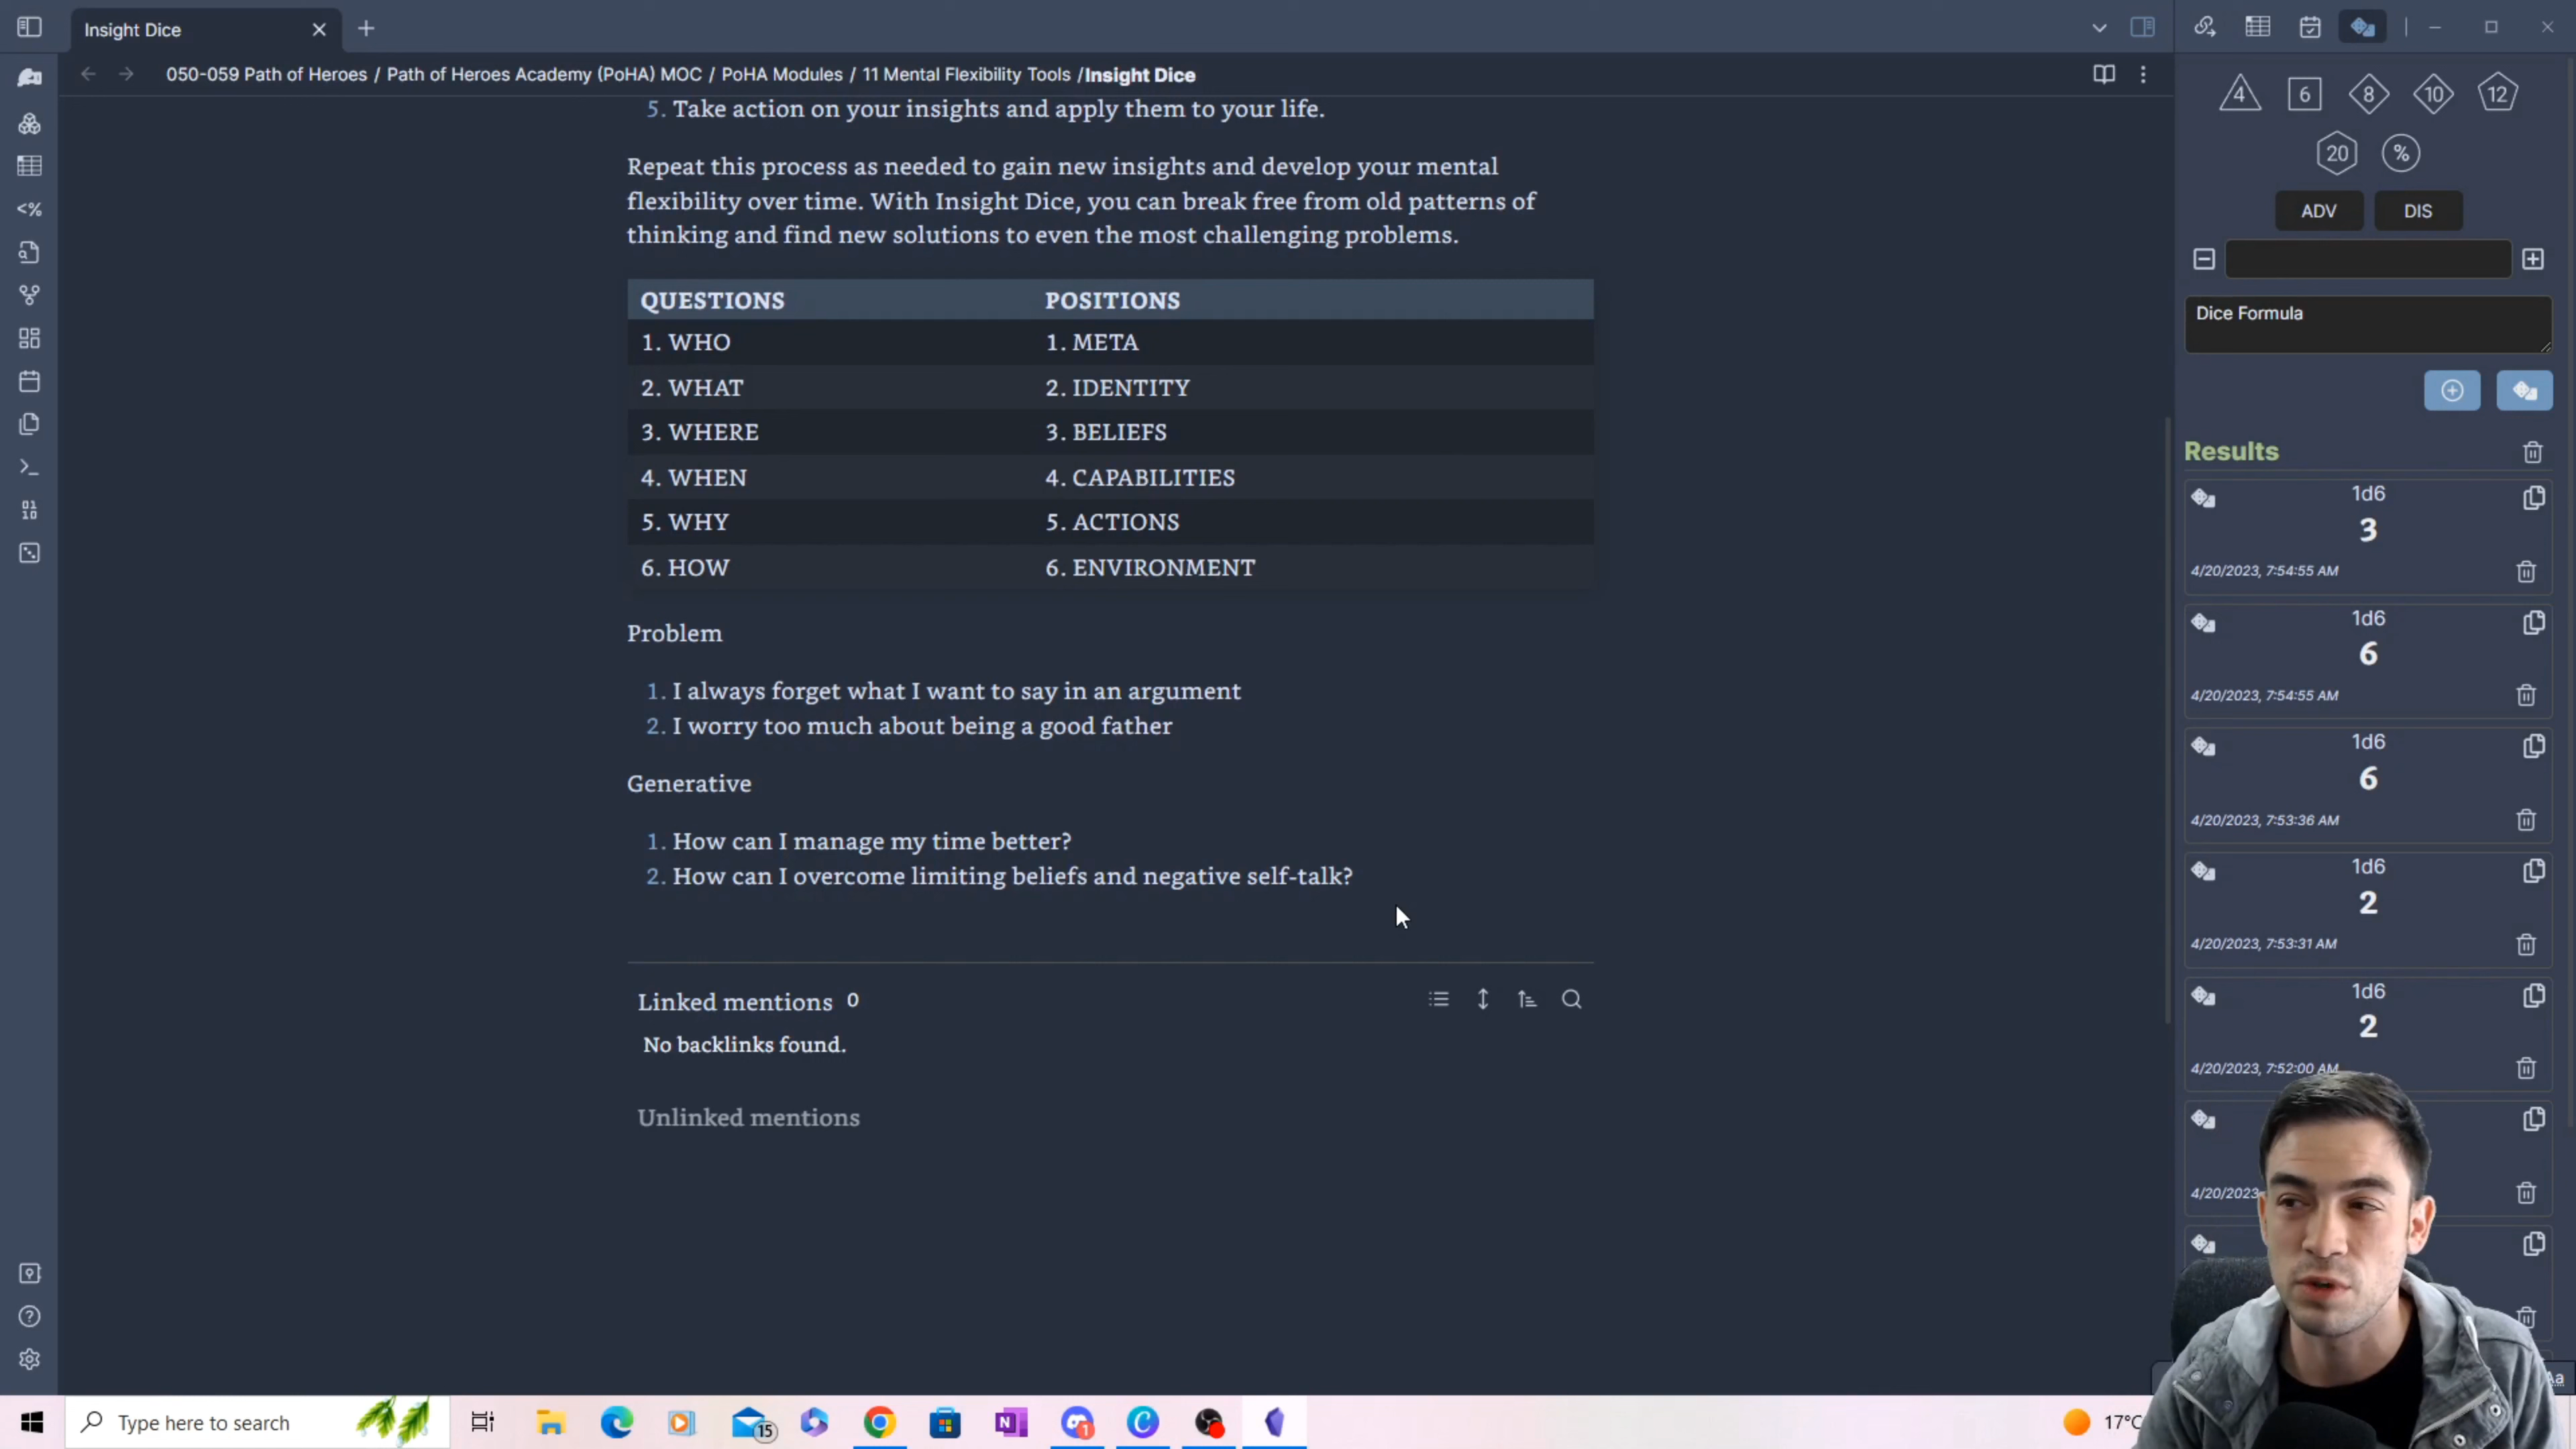 Insight Dice
050-059 Path of Heroes / Path of Heroes Academy (PoHA) MOC / PoHA Modules / 11 Mental Flexibility Tools / Insight Dice
5. Take action on your insights and apply them to your life.
Repeat this process as needed to gain new insights and develop your mental
flexibility over time. With Insight Dice, you can break free from old patterns of
thinking and find new solutions to even the most challenging problems.
QUESTIONS POSITIONS
1. WHO 1. META
2. WHAT 2. IDENTITY
3. WHERE 3. BELIEFS
4. WHEN 4. CAPABILITIES
5. WHY 5. ACTIONS
6. HOW 6. ENVIRONMENT
Problem
1. I always forget what I want to say in an argument
2. I worry too much about being a good father
Generative
1. How can I manage my time better?
2. How can I overcome limiting beliefs and negative self-talk?
Linked mentions 0
No backlinks found.
Unlinked mentions
4 6 8 10 12
20 %
ADV DIS
Dice Formula
Results
1d6
3
4/20/2023, 7:54:55 AM
1d6
6
4/20/2023, 7:54:55 AM
1d6
6
4/20/2023, 7:53:36 AM
1d6
2
4/20/2023, 7:53:31 AM
1d6
2
4/20/2023, 7:52:00 AM
4/20/2023
<%
Type here to search
15
N
1
17°C
Aa